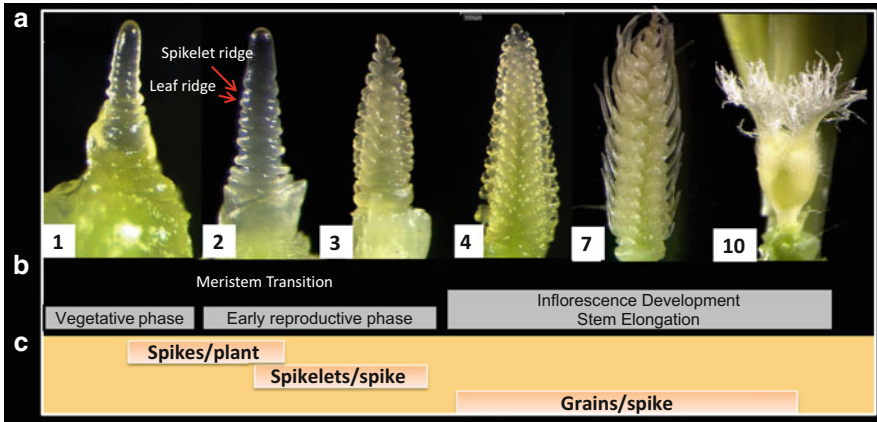 a
Spikelet ridge
Leaf ridge
1
2
3
4
7
10
b
Meristem Transition
Vegetative phase
Early reproductive phase
Inflorescence Development
Stem Elongation
c
Spikes/plant
Spikelets/spike
Grains/spike